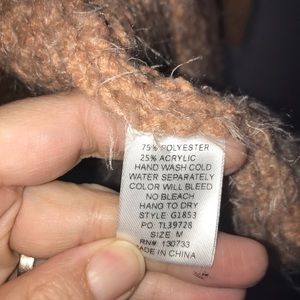 75% POLYESTER
25% ACRYLIC
HAND WASH COLD
WATER SEPARATELY
COLOR WILL BLEED
NO BLEACH
HANG TO DRY
STYLE: G1853
PO: TL39728
SIZE: M
RN#: 130733
MADE IN CHINA